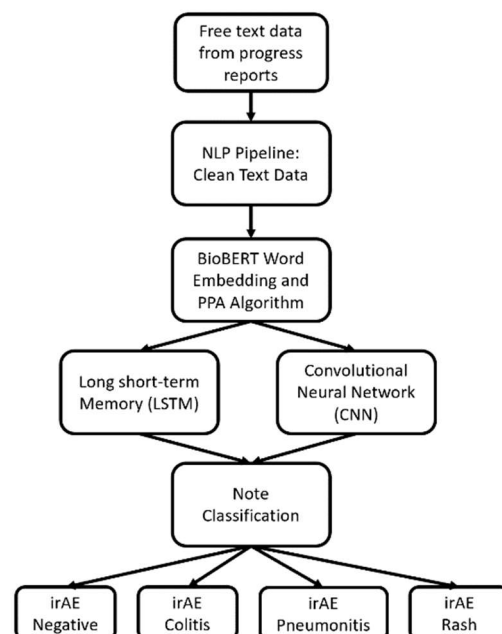 Free text data
from progress
reports
NLP Pipeline:
Clean Text Data
BioBERT Word
Embedding and
PPA Algorithm
Long short-term
Memory (LSTM)
Convolutional
Neural Network
(CNN)
Note
Classification
irAE
Negative
irAE
Colitis
irAE
Pneumonitis
irAE
Rash